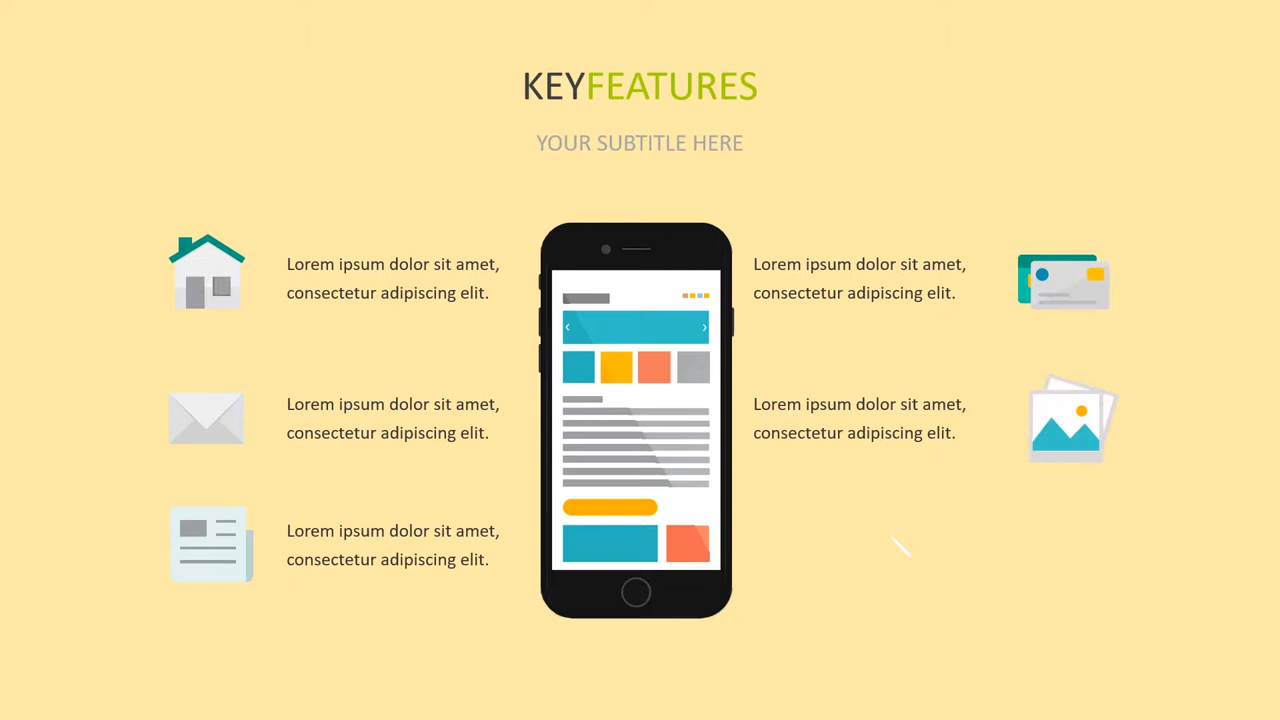 KEYFEATURES
YOUR SUBTITLE HERE
Lorem ipsum dolor sit amet,
consectetur adipiscing elit.
Lorem ipsum dolor sit amet,
consectetur adipiscing elit.
Lorem ipsum dolor sit amet,
consectetur adipiscing elit.
Lorem ipsum dolor sit amet,
consectetur adipiscing elit.
Lorem ipsum dolor sit amet,
consectetur adipiscing elit.